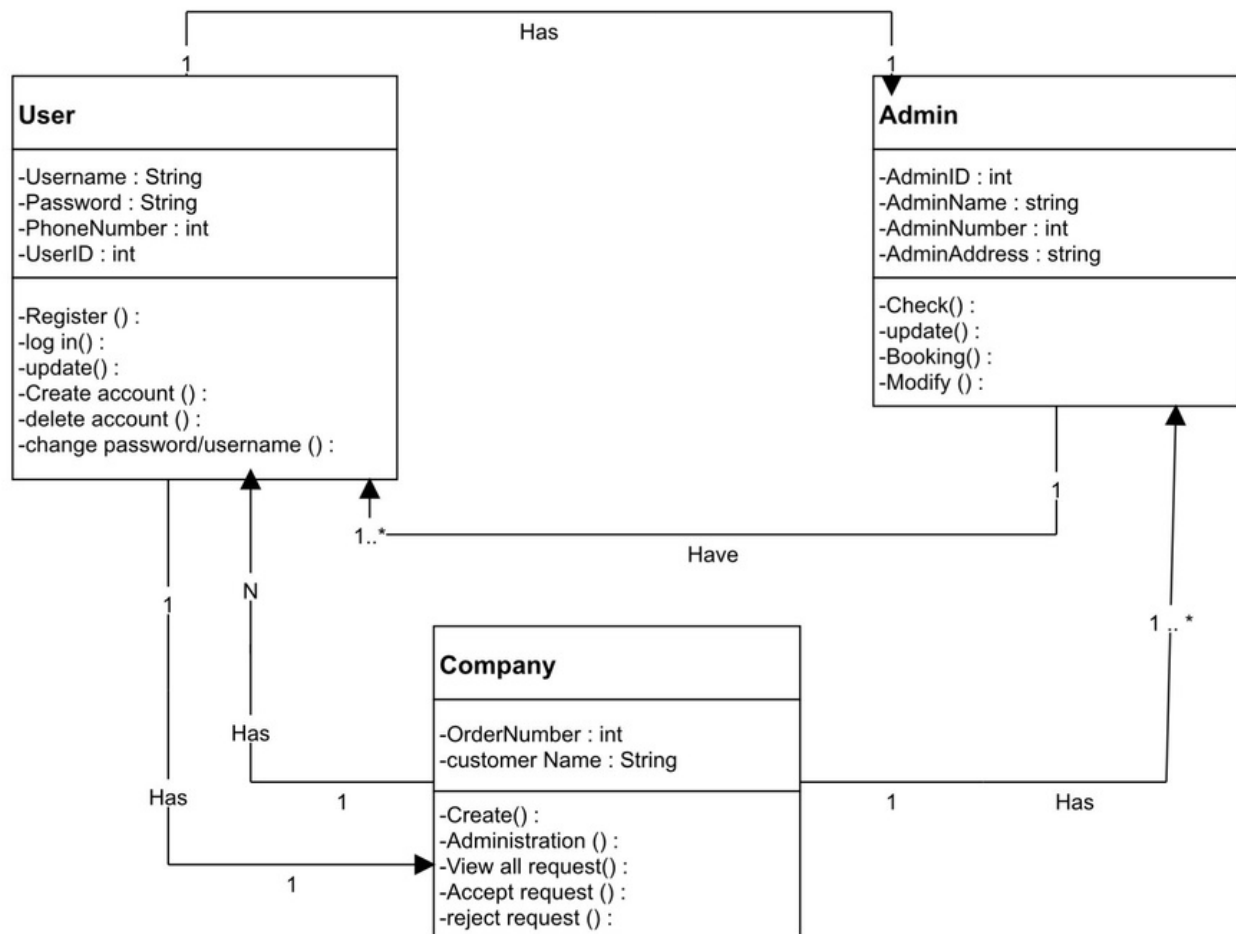 Has
1
1
User
-Username : String
-Password : String
-PhoneNumber : int
-UserID : int
-Register () :
-log in() :
-update() :
-Create account () :
-delete account () :
-change password/username () :
Admin
-AdminID : int
-AdminName : string
-AdminNumber : int
-AdminAddress : string
-Check() :
-update() :
-Booking() :
-Modify () :
1
1..*
Have
1
N
1 .. *
Company
-OrderNumber : int
-customer Name : String
-Create() :
-Administration () :
-View all request() :
-Accept request () :
-reject request () :
Has
Has
1
1
Has
1